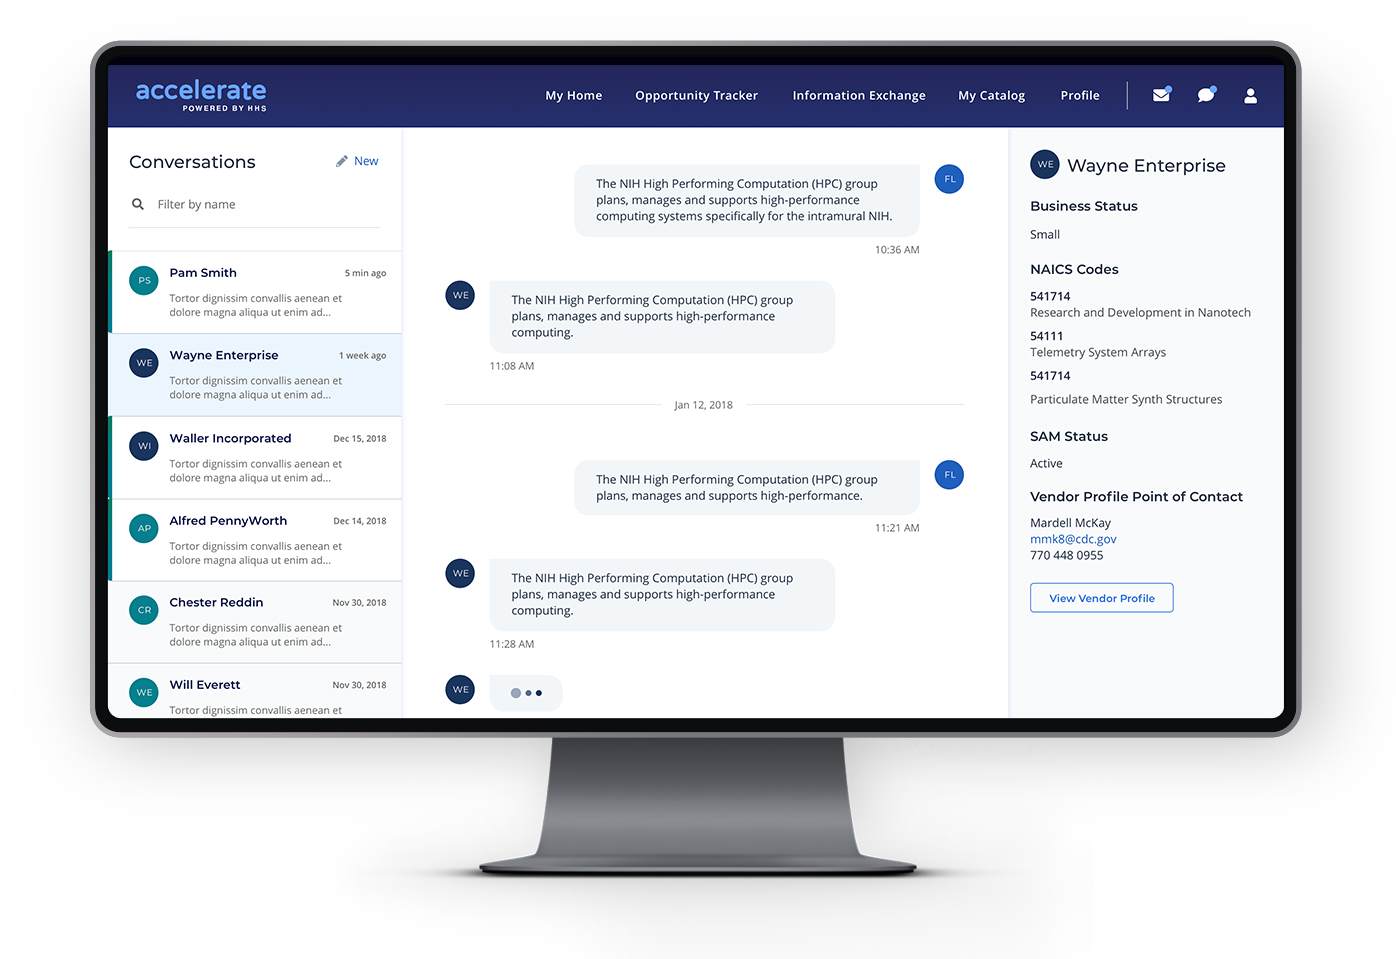 accelerate
POWERED BY HHS
My Home
Opportunity Tracker
Information Exchange
My Catalog
Profile
Conversations
New
Filter by name
PS
Pam Smith
5 min ago
Tortor dignissim convallis aenean et
dolore magna aliqua ut enim ad...
WE
Wayne Enterprise
1 week ago
Tortor dignissim convallis aenean et
dolore magna aliqua ut enim ad...
WI
Waller Incorporated
Dec 15, 2018
Tortor dignissim convallis aenean et
dolore magna aliqua ut enim ad...
AP
Alfred PennyWorth
Dec 14, 2018
Tortor dignissim convallis aenean et
dolore magna aliqua ut enim ad...
CR
Chester Reddin
Nov 30, 2018
Tortor dignissim convallis aenean et
dolore magna aliqua ut enim ad...
WE
Will Everett
Nov 30, 2018
Tortor dignissim convallis aenean et
The NIH High Performing Computation (HPC) group
plans, manages and supports high-performance
computing systems specifically for the intramural NIH.
FL
10:36 AM
WE
The NIH High Performing Computation (HPC) group
plans, manages and supports high-performance
computing.
11:08 AM
Jan 12, 2018
The NIH High Performing Computation (HPC) group
plans, manages and supports high-performance.
FL
11:21 AM
WE
The NIH High Performing Computation (HPC) group
plans, manages and supports high-performance
computing.
11:28 AM
WE
WE
Wayne Enterprise
Business Status
Small
NAICS Codes
541714
Research and Development in Nanotech
54111
Telemetry System Arrays
541714
Particulate Matter Synth Structures
SAM Status
Active
Vendor Profile Point of Contact
Mardell McKay
mmk8@cdc.gov
770 448 0955
View Vendor Profile